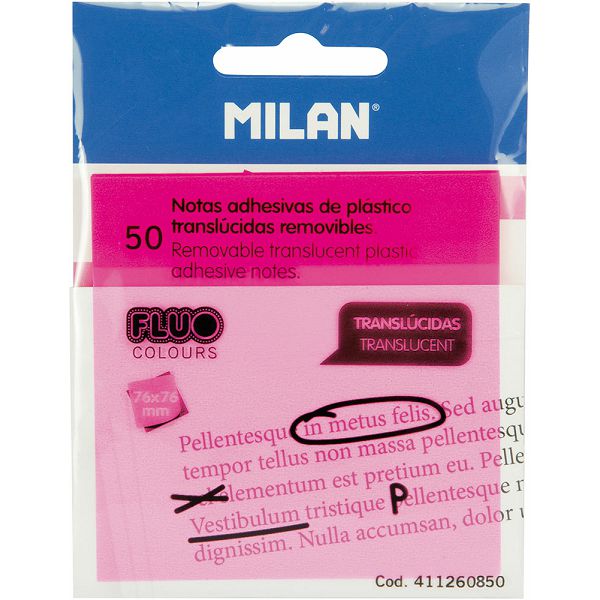 MILAN®
Notas adhesivas de plástico
translúcidas removibles
50
Removable translucent plastic
adhesive notes.
FLUO
COLOURS
TRANSLÚCIDAS
TRANSLUCENT
76x76
mm
Pellentesque in metus felis. Sed augu
tempor tellus non massa pellentesqu
elementum est pretium eu. Pelle
Vestibulum tristique Pellentesque n
dignissim. Nulla accumsan, dolor u
Cod. 411260850